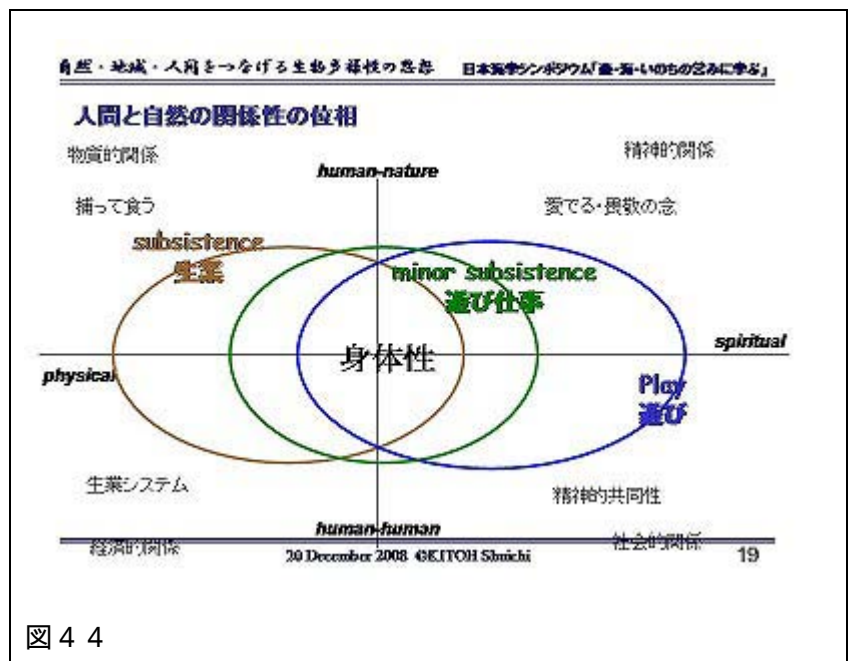 自然・地域・人間をつなげる生物多様性の思想 日本海学シンポジウム「森・海・いのちの営みに学ぶ」
人間と自然の関係性の位相
物質的関係 精神的関係
human-nature
捕って食う 愛でる・畏敬の念
subsistence
生業
minor subsistence
遊び仕事
身体性
spiritual
physical
Play
遊び
生業システム
精神的共同性
human-human
経済的関係 社会的関係
20 December 2008 ©KITOH Shuichi 19
図44